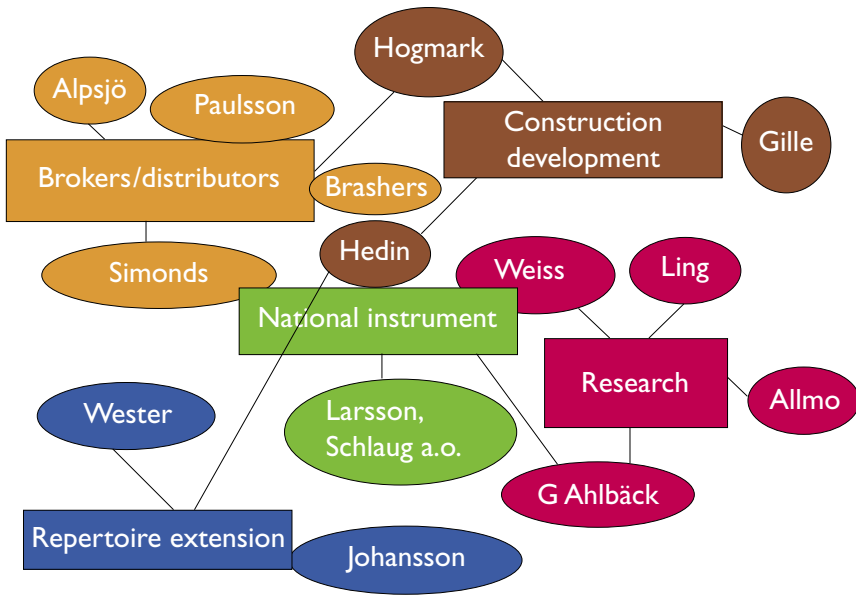 Hogmark
Alpsjö
Paulsson
Construction
development
Gille
Brokers/distributors
Brashers
Hedin
Simonds
Weiss
Ling
National instrument
Research
Allmo
Wester
Larsson,
Schlaug a.o.
G Ahlbäck
Repertoire extension
Johansson